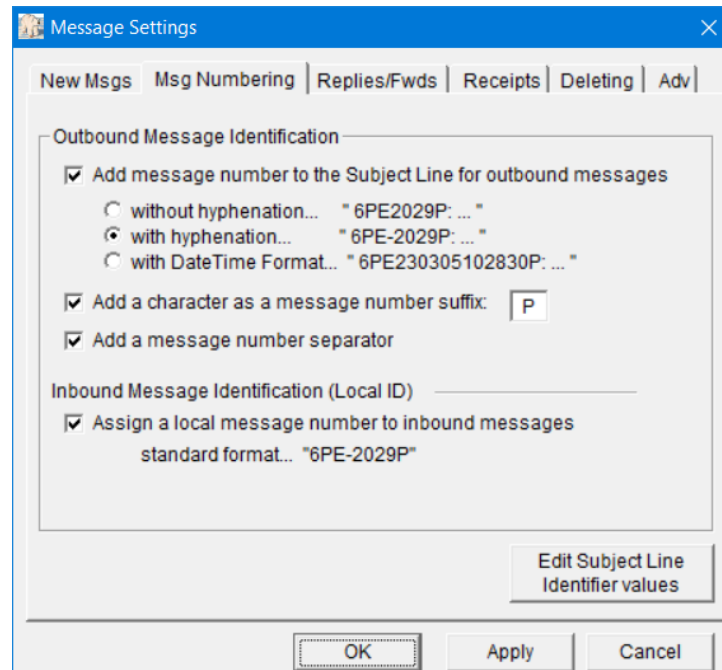 Message Settings
New Msgs Msg Numbering Replies/Fwds Receipts Deleting Adv
Outbound Message Identification
Add message number to the Subject Line for outbound messages
without hyphenation... " 6PE2029P: ... "
with hyphenation... " 6PE-2029P: ... "
with DateTime Format... " 6PE230305102830P: ... "
Add a character as a message number suffix: P
Add a message number separator
Inbound Message Identification (Local ID)
Assign a local message number to inbound messages
standard format... "6PE-2029P"
Edit Subject Line
Identifier values
OK Apply Cancel